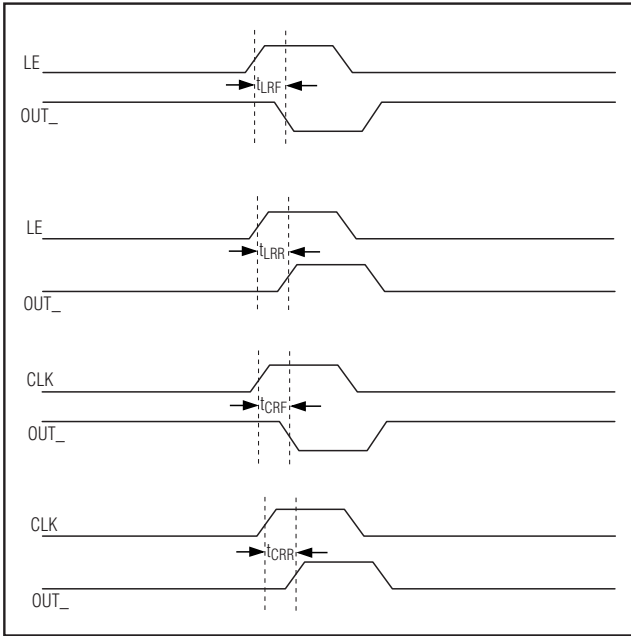 LE
tLRF
OUT_
LE
tLRR
OUT_
CLK
tCRF
OUT_
CLK
tCRR
OUT_